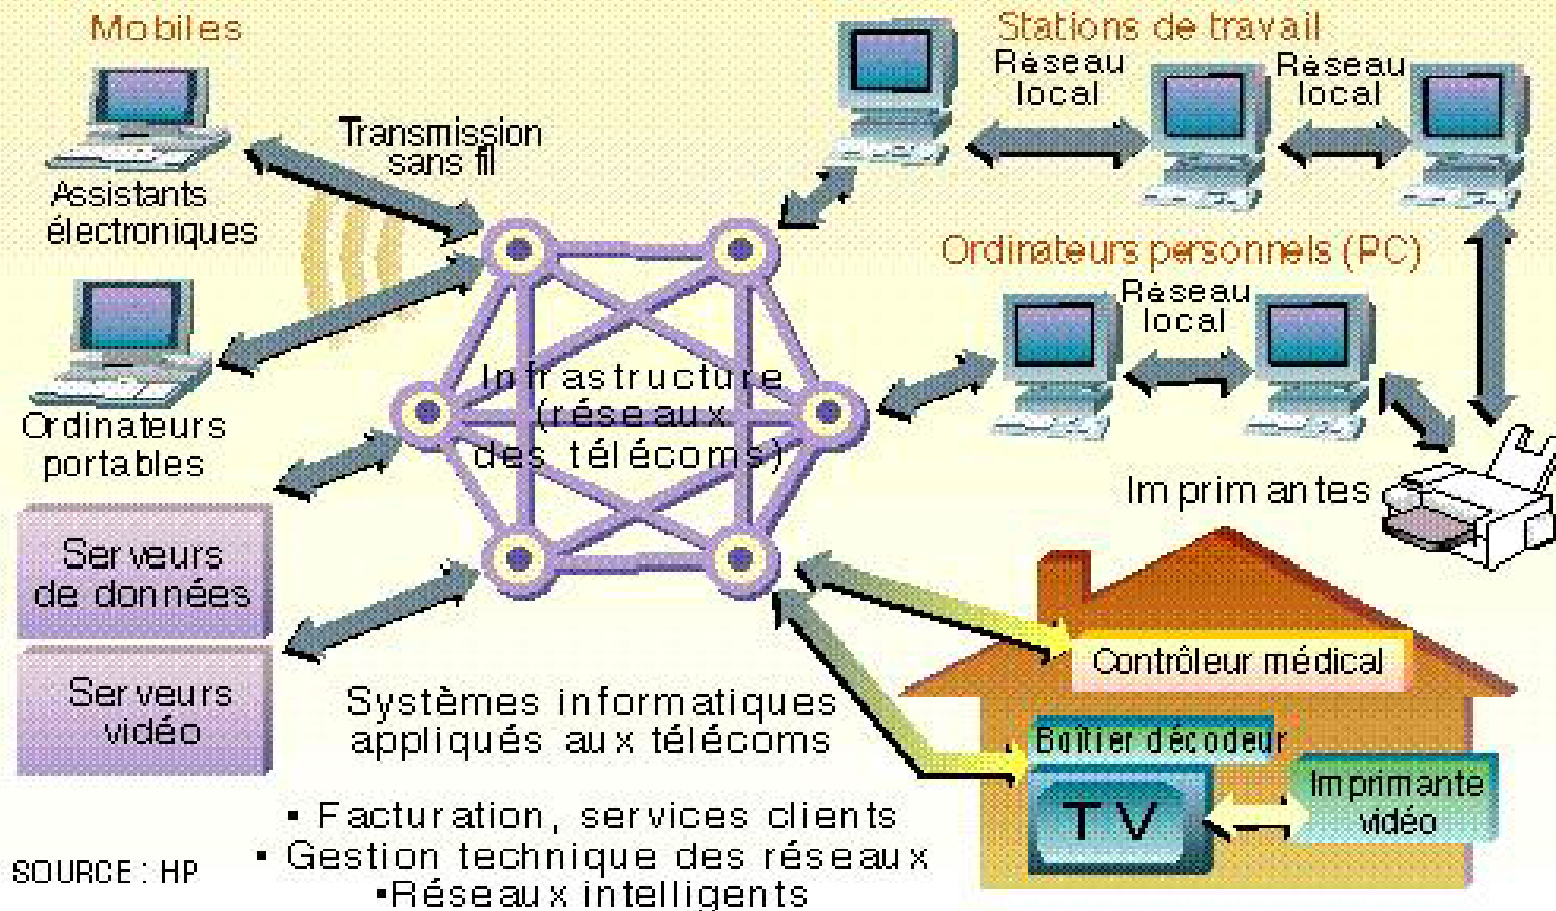 Mobiles
Stations de travail
Réseau
local
Réseau
local
Transmission
sans fil
Assistants
électroniques
Ordinateurs personnels (PC)
Réseau
local
Infrastructure
(réseaux
des télécoms)
Ordinateurs
portables
Imprimantes
Serveurs
de données
Serveurs
vidéo
Contrôleur médical
Boîtier décodeur
TV
Imprimante
vidéo
Systèmes informatiques
appliqués aux télécoms
▪ Facturation, services clients
▪ Gestion technique des réseaux
▪Réseaux intelligents
SOURCE : HP